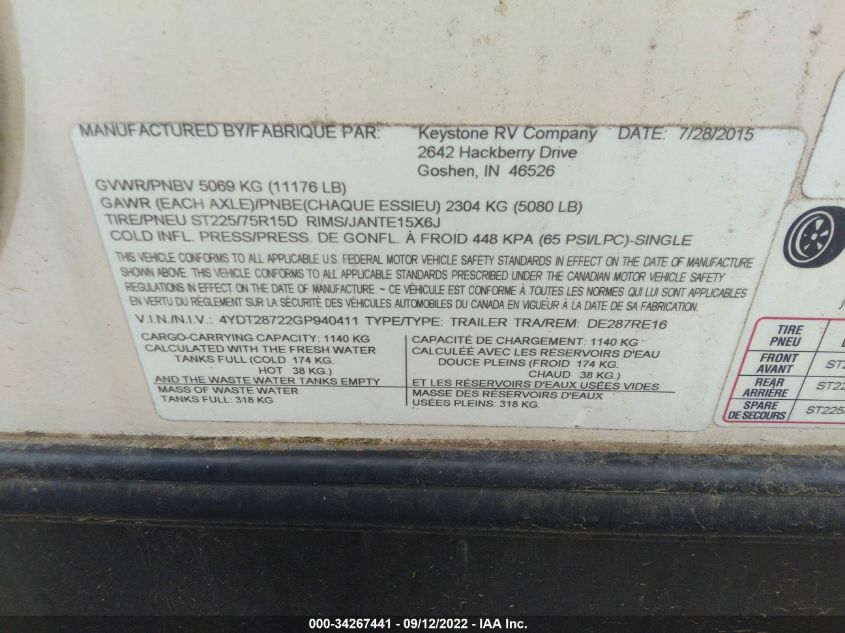 MANUFACTURED BY/FABRIQUE PAR: Keystone RV Company DATE: 7/28/2015
2642 Hackberry Drive
Goshen, IN 46526
GVWR/PNBV 5069 KG (11176 LB)
GAWR (EACH AXLE)/PNBE(CHAQUE ESSIEU) 2304 KG (5080 LB)
TIRE/PNEU ST225/75R15D RIMS/JANTE15X6J
COLD INFL. PRESS/PRESS. DE GONFL. À FROID 448 KPA (65 PSI/LPC)-SINGLE
THIS VEHICLE CONFORMS TO ALL APPLICABLE U.S. FEDERAL MOTOR VEHICLE SAFETY STANDARDS IN EFFECT ON THE DATE OF MANUFACTURE
SHOWN ABOVE. THIS VEHICLE CONFORMS TO ALL APPLICABLE STANDARDS PRESCRIBED UNDER THE CANADIAN MOTOR VEHICLE SAFETY
REGULATIONS IN EFFECT ON THE DATE OF MANUFACTURE ~ CE VÉHICULE EST CONFORME À TOUTES LES NORMES QUI LUI SONT APPLICABLES
EN VERTU DU RÈGLEMENT SUR LA SÉCURITÉ DES VÉHICULES AUTOMOBILES DU CANADA EN VIGUEUR À LA DATE DE SA FABRICATION.
V.I.N./N.I.V.: 4YDT28722GP940411 TYPE/TYPE: TRAILER TRA/REM: DE287RE16
CARGO-CARRYING CAPACITY: 1140 KG
CALCULATED WITH THE FRESH WATER
TANKS FULL (COLD 174 KG.
HOT 38 KG.)
AND THE WASTE WATER TANKS EMPTY
MASS OF WASTE WATER
TANKS FULL: 318 KG
CAPACITÉ DE CHARGEMENT: 1140 KG
CALCULÉE AVEC LES RÉSERVOIRS D'EAU
DOUCE PLEINS (FROID 174 KG.
CHAUD 38 KG.)
ET LES RÉSERVOIRS D'EAUX USÉES VIDES
MASSE DES RÉSERVOIRS D'EAUX
USÉES PLEINS: 318 KG.
TIRE
PNEU
FRONT
AVANT
REAR
ARRIÈRE
SPARE
DE SECOURS
ST225
000-34267441 - 09/12/2022 - IAA Inc.